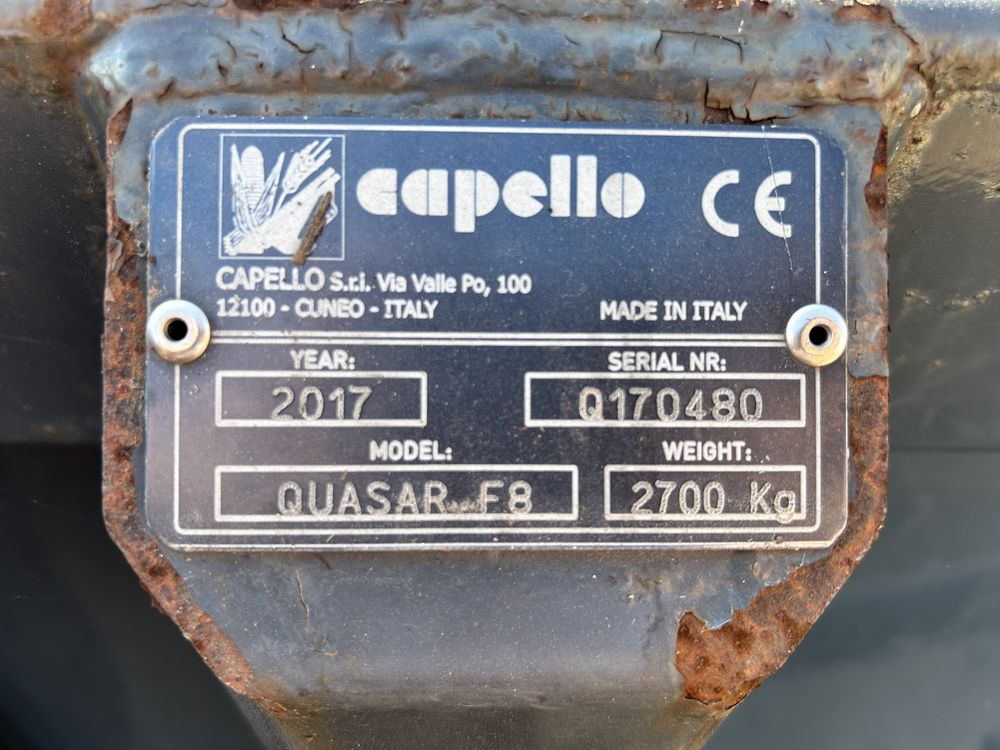 capello CE
CAPELLO S.r.l. Via Valle Po, 100
12100 - CUNEO - ITALY MADE IN ITALY
YEAR: SERIAL NR:
2017 Q170480
MODEL: WEIGHT:
QUASAR F8 2700 Kg